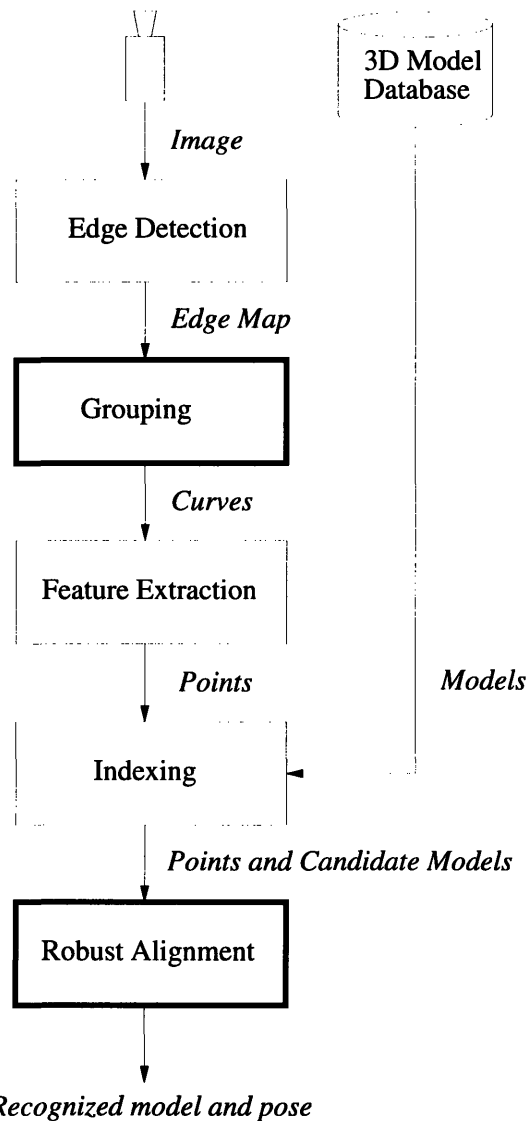 3D Model
Database
Image
Edge Detection
Edge Map
Grouping
Curves
Feature Extraction
Points
Models
Indexing
Points and Candidate Models
Robust Alignment
Recognized model and pose